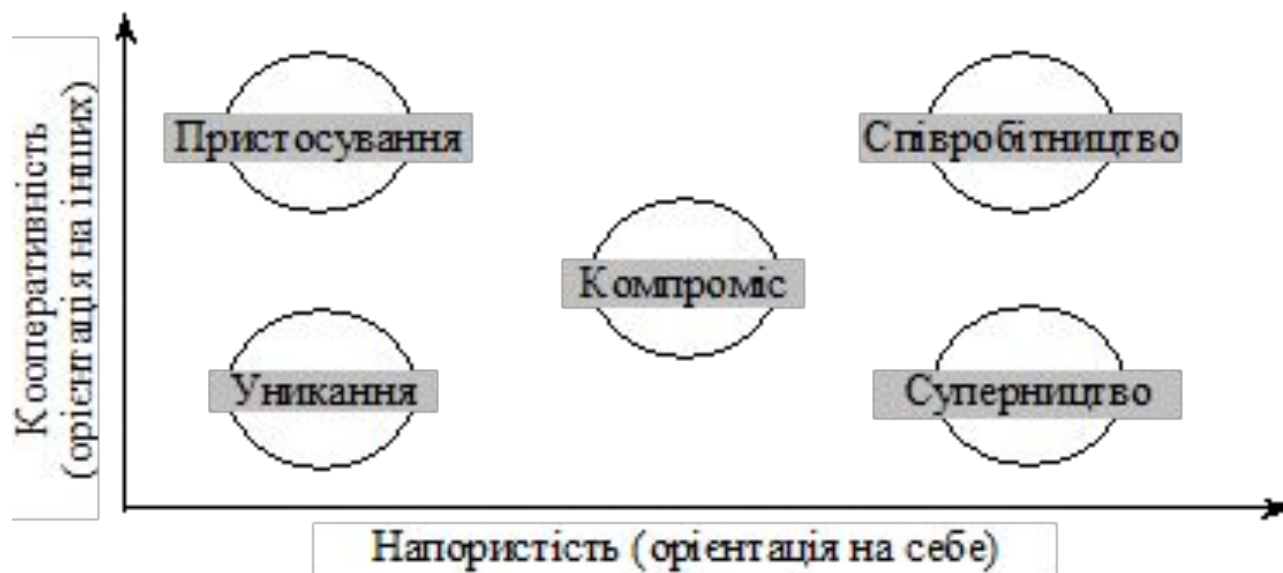 Кооперативність
(орієнтація на інших)
Пристосування
Співробітництво
Компроміс
Уникання
Суперництво
Напористість (орієнтація на себе)